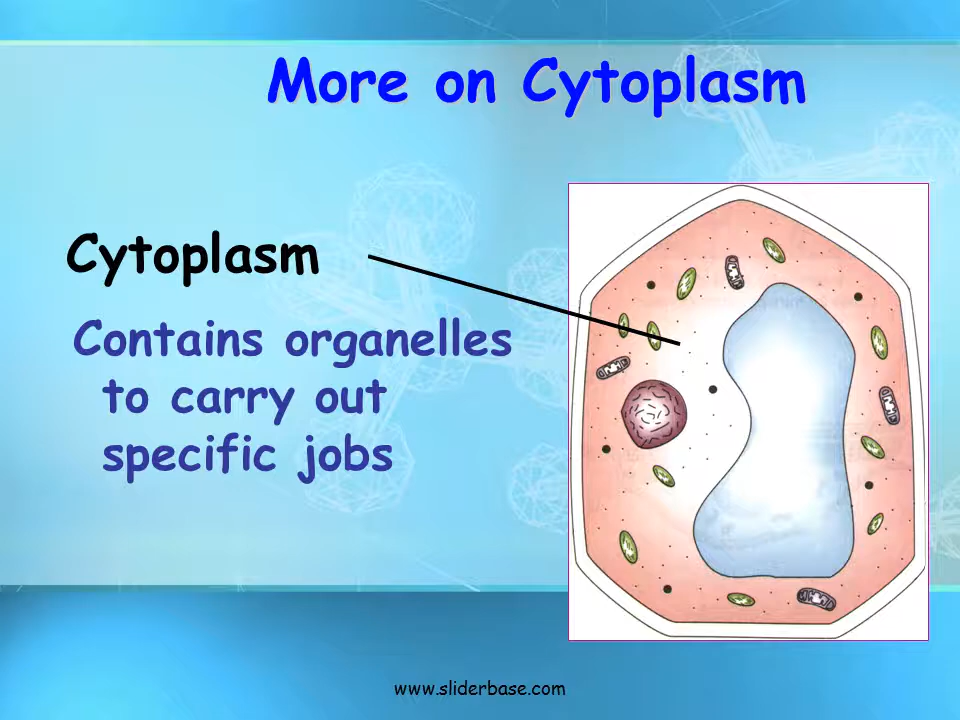 More on Cytoplasm
Cytoplasm
Contains organelles
to carry out
specific jobs
www.sliderbase.com